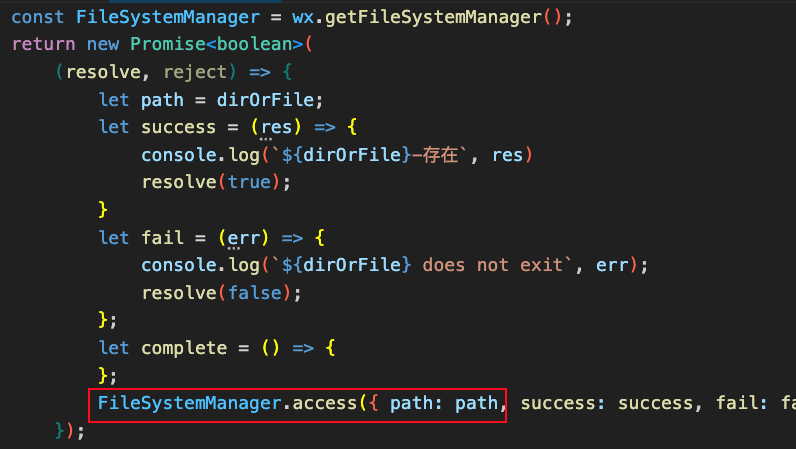 const FileSystemManager = wx.getFileSystemManager();
return new Promise<boolean>(
(resolve, reject) => {
let path = dirOrFile;
let success = (res) => {
console.log(`${dirOrFile}-存在`, res)
resolve(true);
}
let fail = (err) => {
console.log(`${dirOrFile} does not exit`, err);
resolve(false);
};
let complete = () => {
};
FileSystemManager.access({ path: path, success: success, fail: fa
});